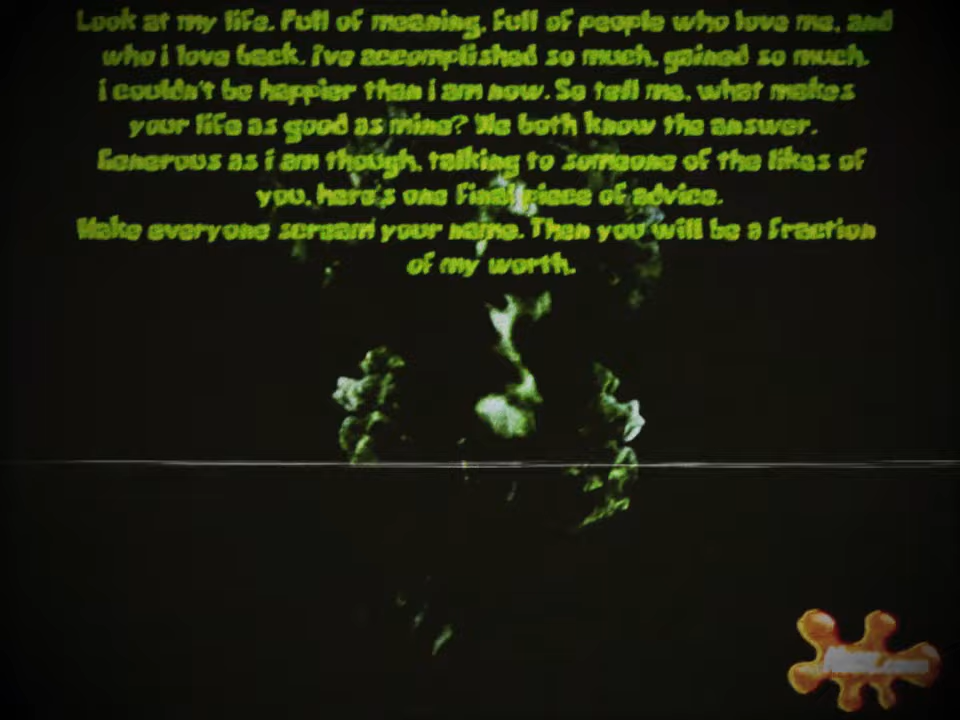 Look at my life. Full of meaning. Full of people who love me, and
who i love back. i've accomplished so much, gained so much.
i couldn't be happier than i am now. So tell me, what makes
your life as good as mine? We both know the answer.
Generous as i am though, talking to someone of the likes of
you, here's one final piece of advice.
Make everyone scream your name. Then you will be a fraction
of my worth.